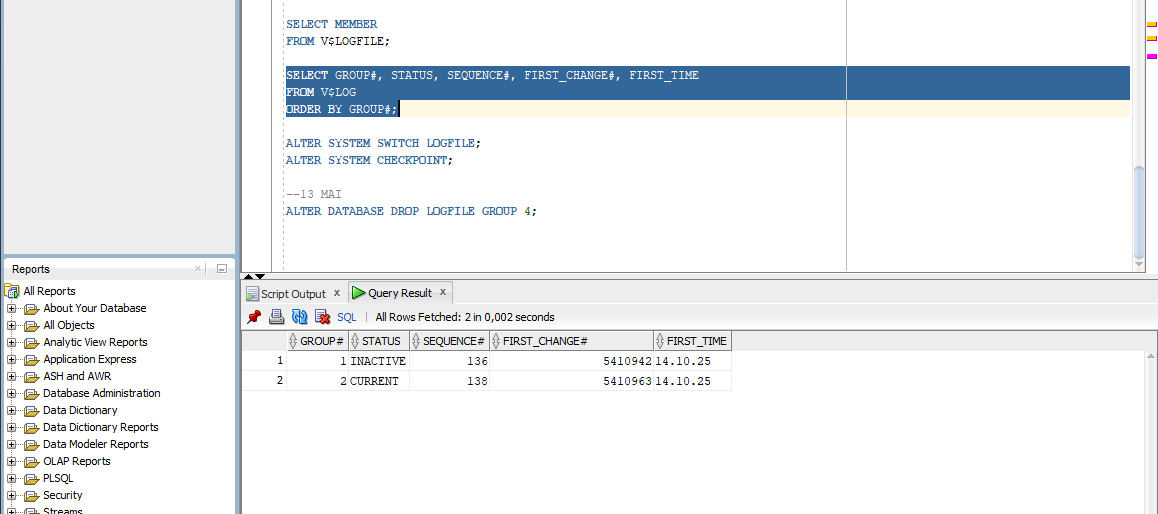 SELECT MEMBER
FROM V$LOGFILE;
SELECT GROUP#, STATUS, SEQUENCE#, FIRST_CHANGE#, FIRST_TIME
FROM V$LOG
ORDER BY GROUP#;
ALTER SYSTEM SWITCH LOGFILE;
ALTER SYSTEM CHECKPOINT;
--13 MAI
ALTER DATABASE DROP LOGFILE GROUP 4;
Reports
All Reports
About Your Database
All Objects
Analytic View Reports
Application Express
ASH and AWR
Database Administration
Data Dictionary
Data Dictionary Reports
Data Modeler Reports
OLAP Reports
PLSQL
Security
Streams
Script Output x Query Result x
SQL | All Rows Fetched: 2 in 0,002 seconds
GROUP# STATUS SEQUENCE# FIRST_CHANGE# FIRST_TIME
1 1 INACTIVE 136 5410942 14.10.25
2 2 CURRENT 138 5410963 14.10.25